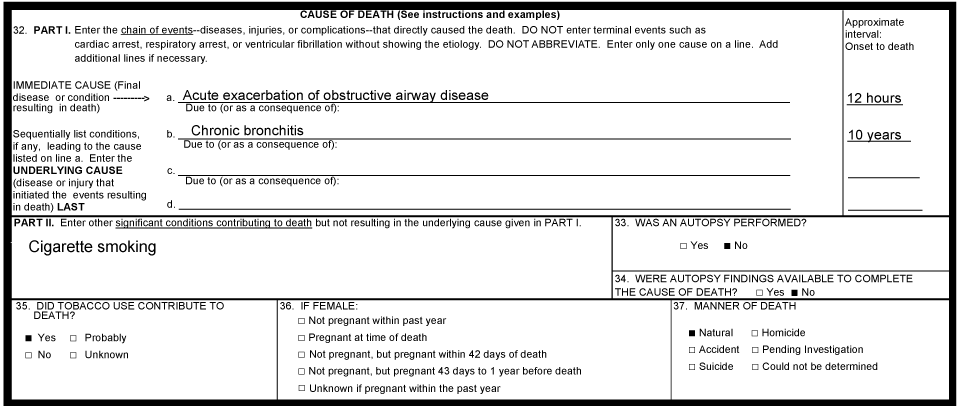 CAUSE OF DEATH (See instructions and examples)
32. PART I. Enter the chain of events--diseases, injuries, or complications--that directly caused the death. DO NOT enter terminal events such as
cardiac arrest, respiratory arrest, or ventricular fibrillation without showing the etiology. DO NOT ABBREVIATE. Enter only one cause on a line. Add
additional lines if necessary.
Approximate
interval:
Onset to death
IMMEDIATE CAUSE (Final
disease or condition --------->
resulting in death)
a. Acute exacerbation of obstructive airway disease
12 hours
Due to (or as a consequence of):
Sequentially list conditions,
if any, leading to the cause
listed on line a. Enter the
UNDERLYING CAUSE
(disease or injury that
initiated the events resulting
in death) LAST
b. Chronic bronchitis
10 years
Due to (or as a consequence of):
c.
Due to (or as a consequence of):
d.
PART II. Enter other significant conditions contributing to death but not resulting in the underlying cause given in PART I.
Cigarette smoking
33. WAS AN AUTOPSY PERFORMED?
□ Yes ■ No
34. WERE AUTOPSY FINDINGS AVAILABLE TO COMPLETE
THE CAUSE OF DEATH? □ Yes ■ No
35. DID TOBACCO USE CONTRIBUTE TO
DEATH?
■ Yes □ Probably
□ No □ Unknown
36. IF FEMALE:
□ Not pregnant within past year
□ Pregnant at time of death
□ Not pregnant, but pregnant within 42 days of death
□ Not pregnant, but pregnant 43 days to 1 year before death
□ Unknown if pregnant within the past year
37. MANNER OF DEATH
■ Natural □ Homicide
□ Accident □ Pending Investigation
□ Suicide □ Could not be determined